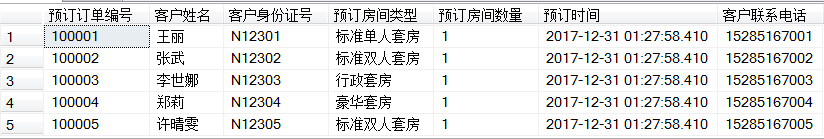 预订订单编号 客户姓名 客户身份证号 预订房间类型 预订房间数量 预订时间 客户联系电话
1 100001 王丽 N12301 标准单人套房 1 2017-12-31 01:27:58.410 15285167001
2 100002 张武 N12302 标准双人套房 1 2017-12-31 01:27:58.410 15285167002
3 100003 李世娜 N12303 行政套房 1 2017-12-31 01:27:58.410 15285167003
4 100004 郑莉 N12304 豪华套房 1 2017-12-31 01:27:58.410 15285167004
5 100005 许晴雯 N12305 标准双人套房 1 2017-12-31 01:27:58.410 15285167005